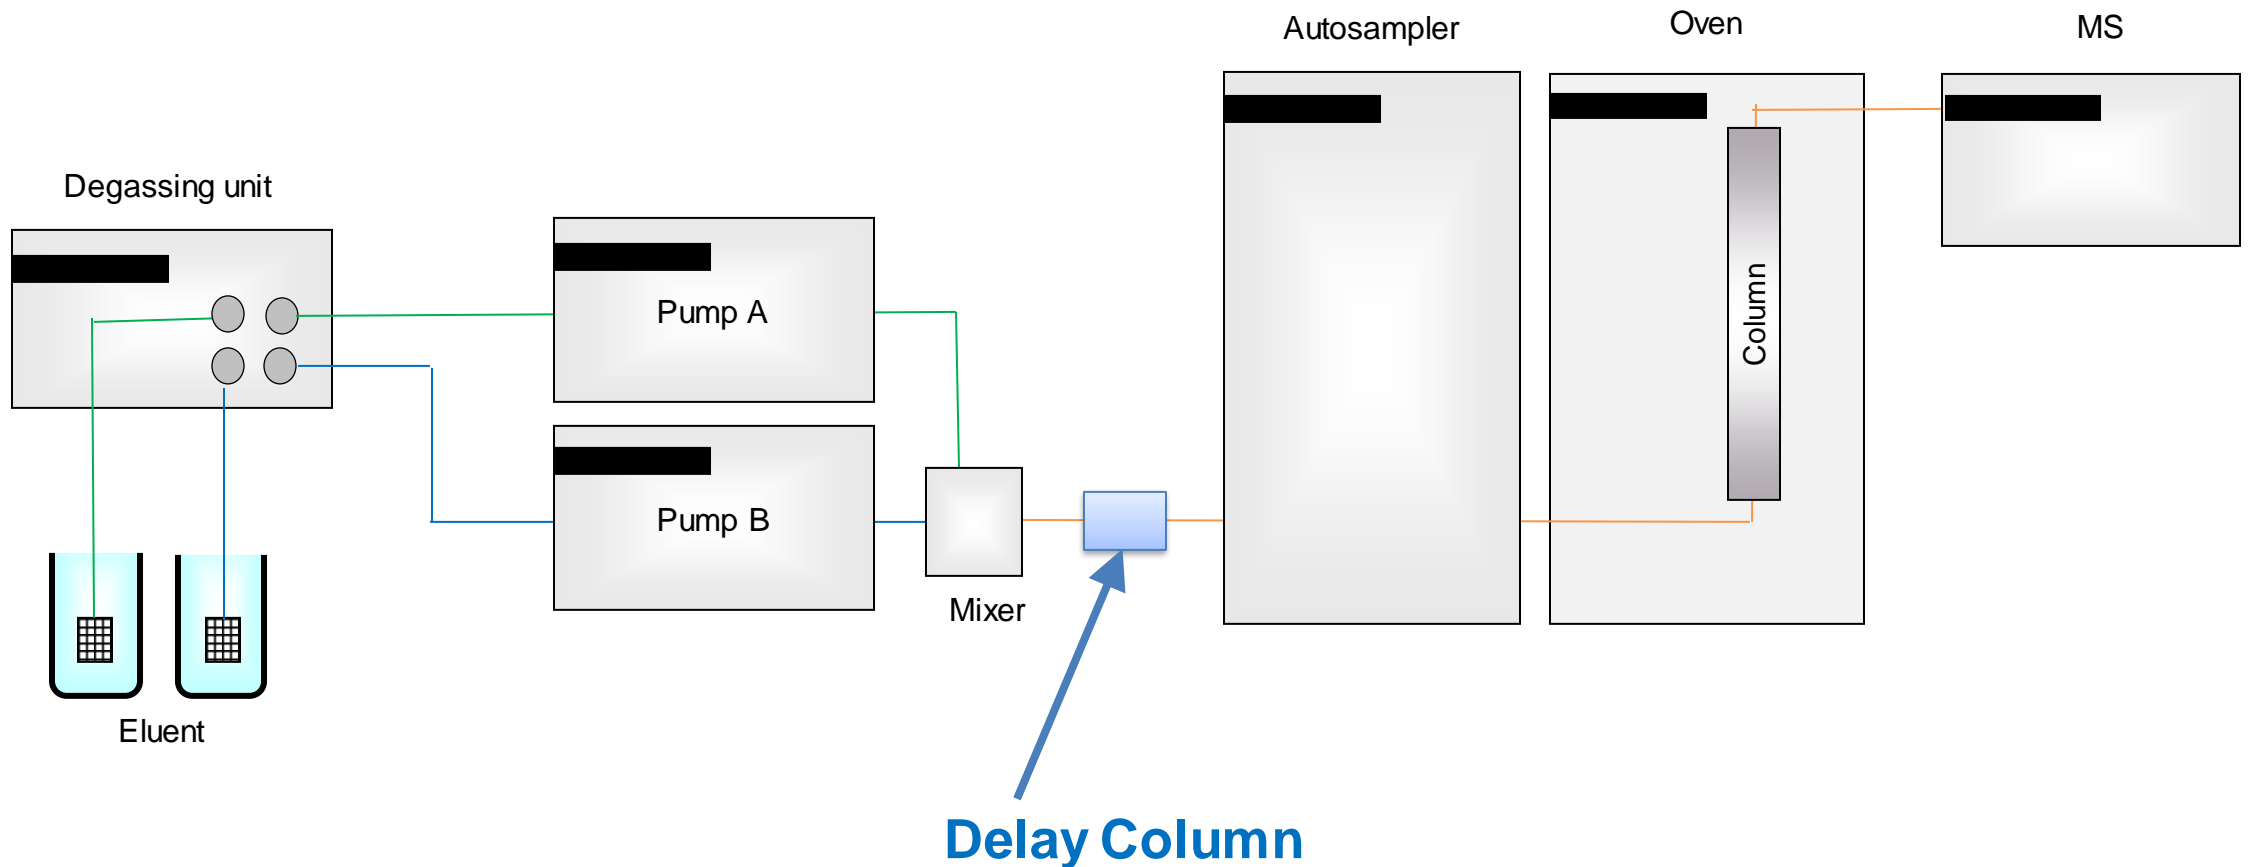 Autosampler
Oven
MS
Degassing unit
Pump A
Column
Pump B
Mixer
Eluent
Delay Column